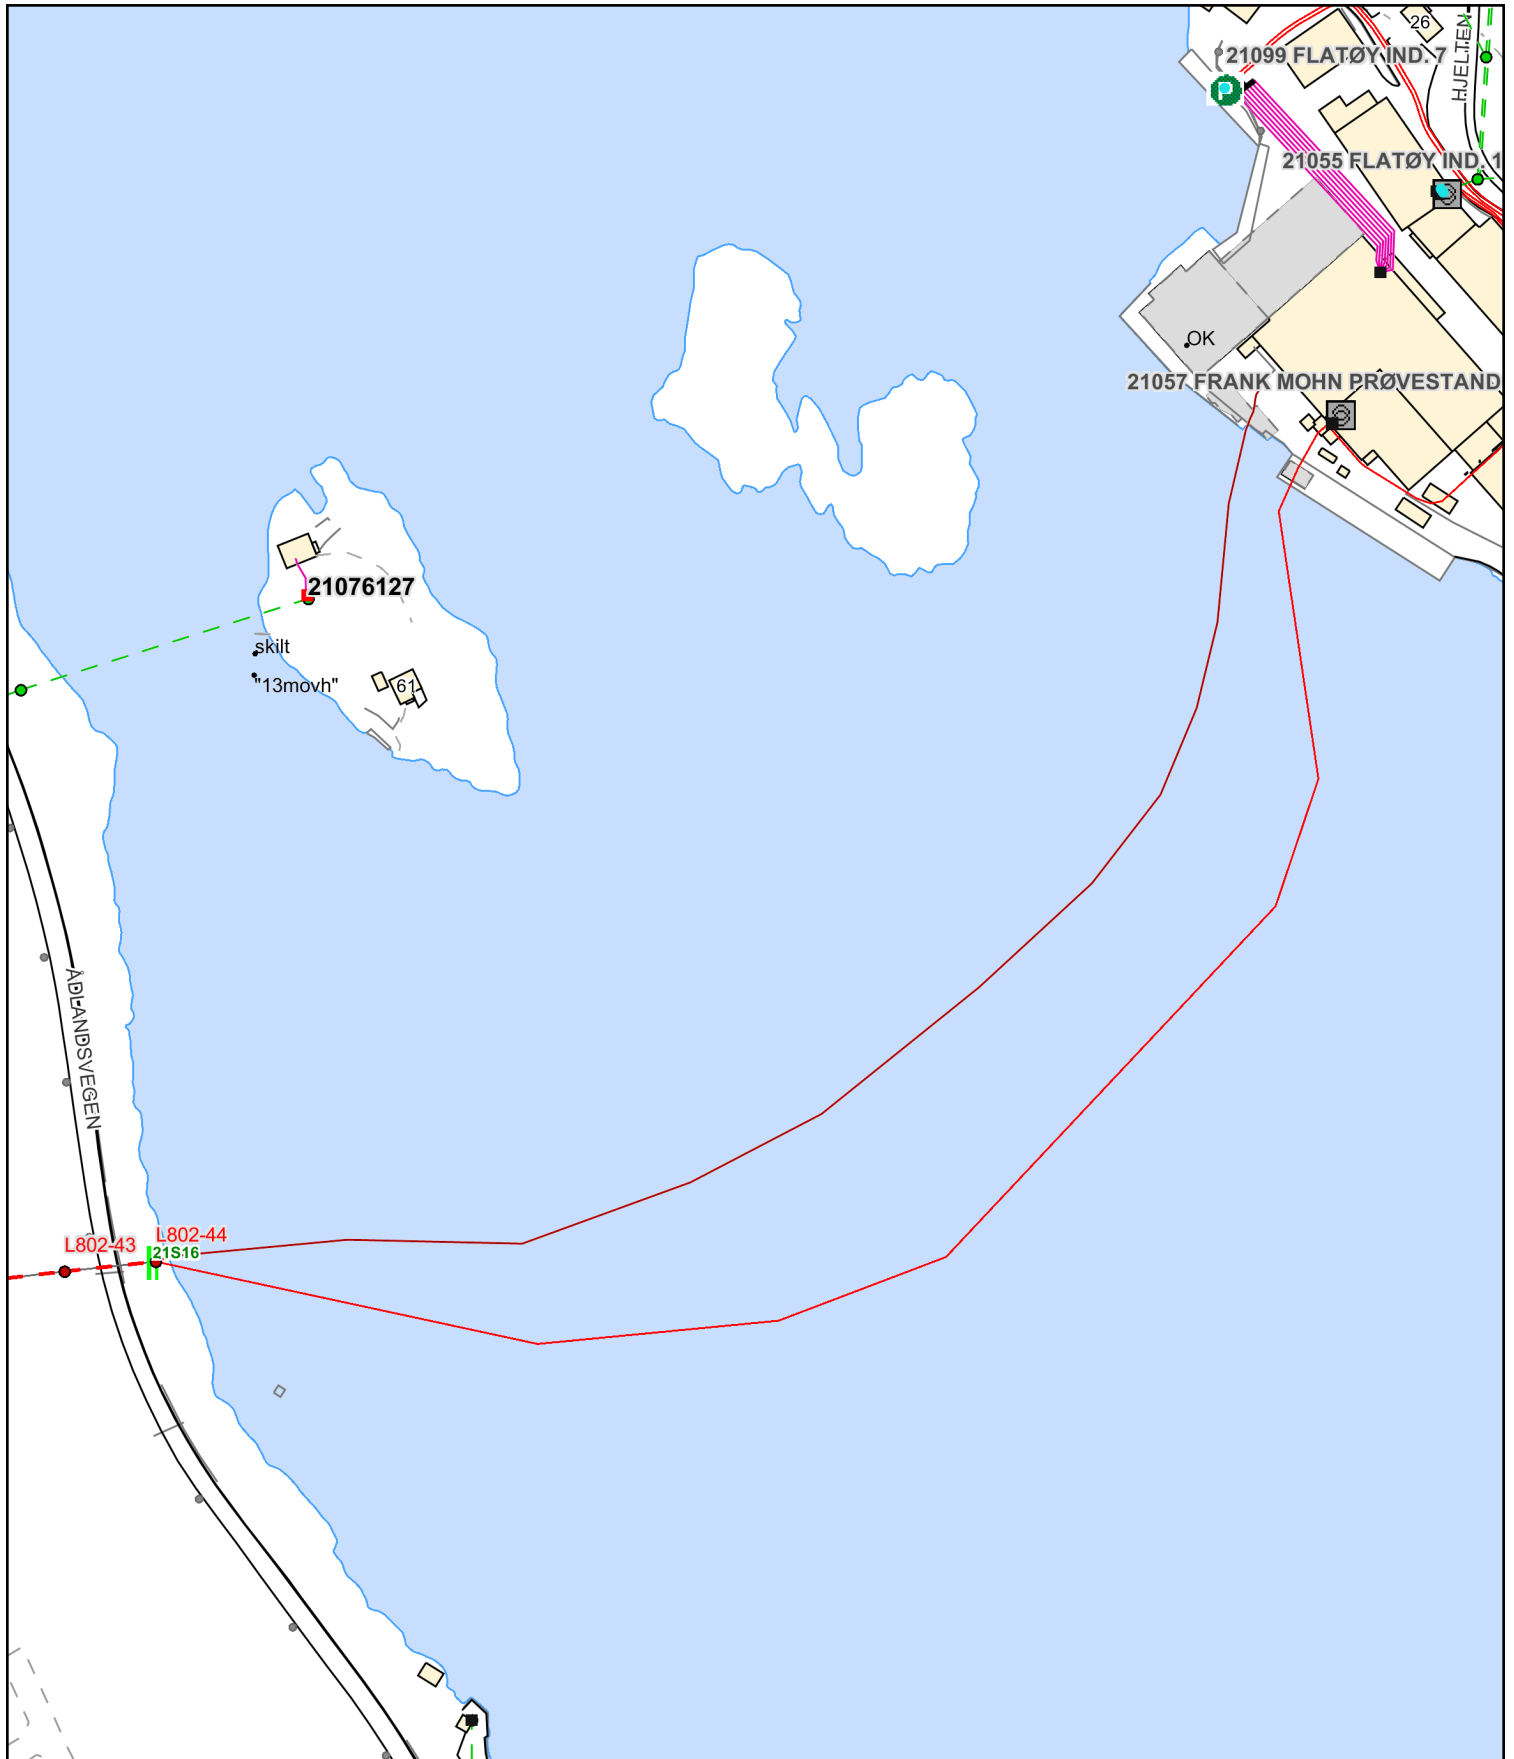 26
HJELTEN
21099 FLATØY IND. 7
21055 FLATØY IND. 1
OK
21057 FRANK MOHN PRØVESTAND
21076127
skilt
"13movh"
61
ÅDLANDSVEGEN
L802-44
L802-43
21S16